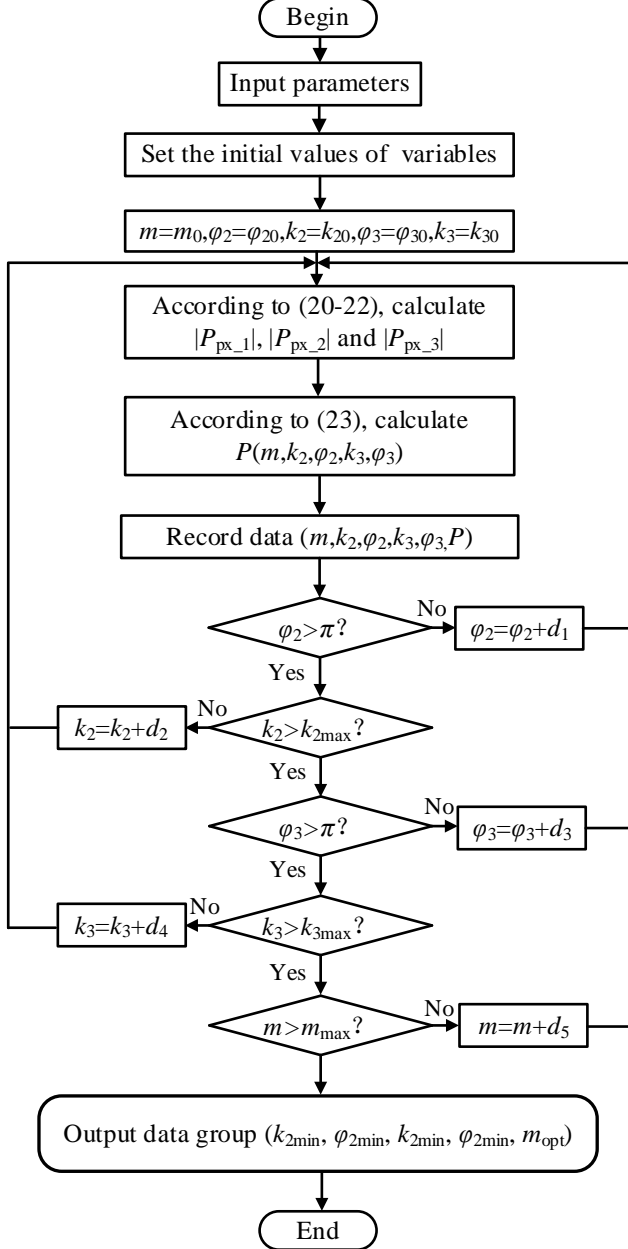 Begin
Input parameters
Set the initial values of variables
m=m₀,φ₂=φ₂₀,k₂=k₂₀,φ₃=φ₃₀,k₃=k₃₀
According to (20-22), calculate
|Pₚₓ_₁|, |Pₚₓ_₂| and |Pₚₓ_₃|
According to (23), calculate
P(m,k₂,φ₂,k₃,φ₃)
Record data (m,k₂,φ₂,k₃,φ₃,P)
φ₂>π?
No
φ₂=φ₂+d₁
Yes
k₂=k₂+d₂
No
k₂>k₂ₘₐₓ?
Yes
φ₃>π?
No
φ₃=φ₃+d₃
Yes
k₃=k₃+d₄
No
k₃>k₃ₘₐₓ?
Yes
m>mₘₐₓ?
No
m=m+d₅
Output data group (k₂ₘᵢₙ, φ₂ₘᵢₙ, k₂ₘᵢₙ, φ₂ₘᵢₙ, mₒₚₜ)
End